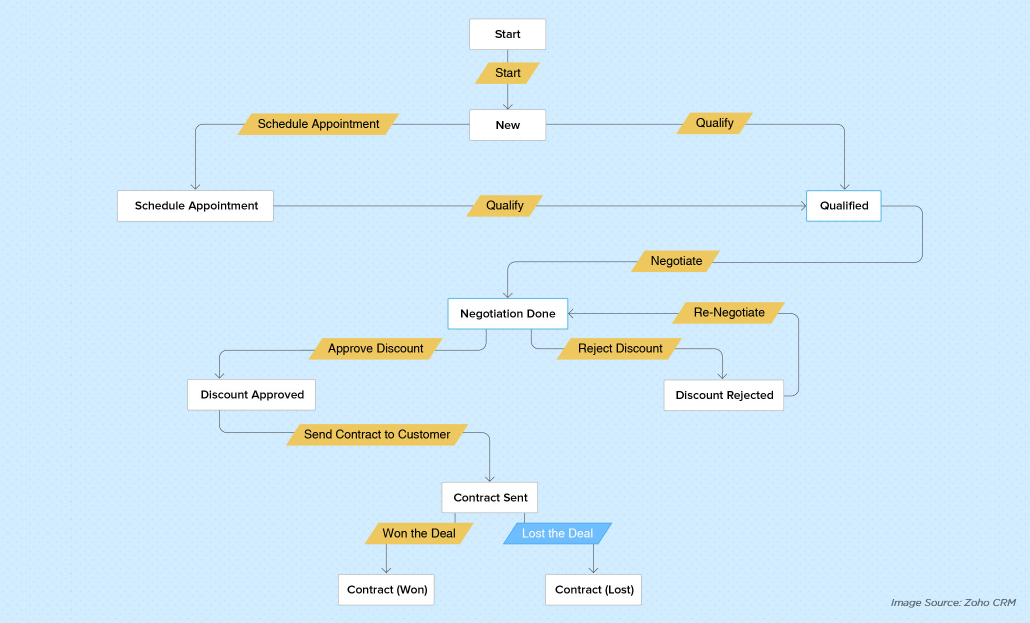 Start
Start
Schedule Appointment
New
Qualify
Schedule Appointment
Qualify
Qualified
Negotiate
Negotiation Done
Re-Negotiate
Approve Discount
Reject Discount
Discount Approved
Discount Rejected
Send Contract to Customer
Contract Sent
Won the Deal
Lost the Deal
Contract (Won)
Contract (Lost)
Image Source: Zoho CRM